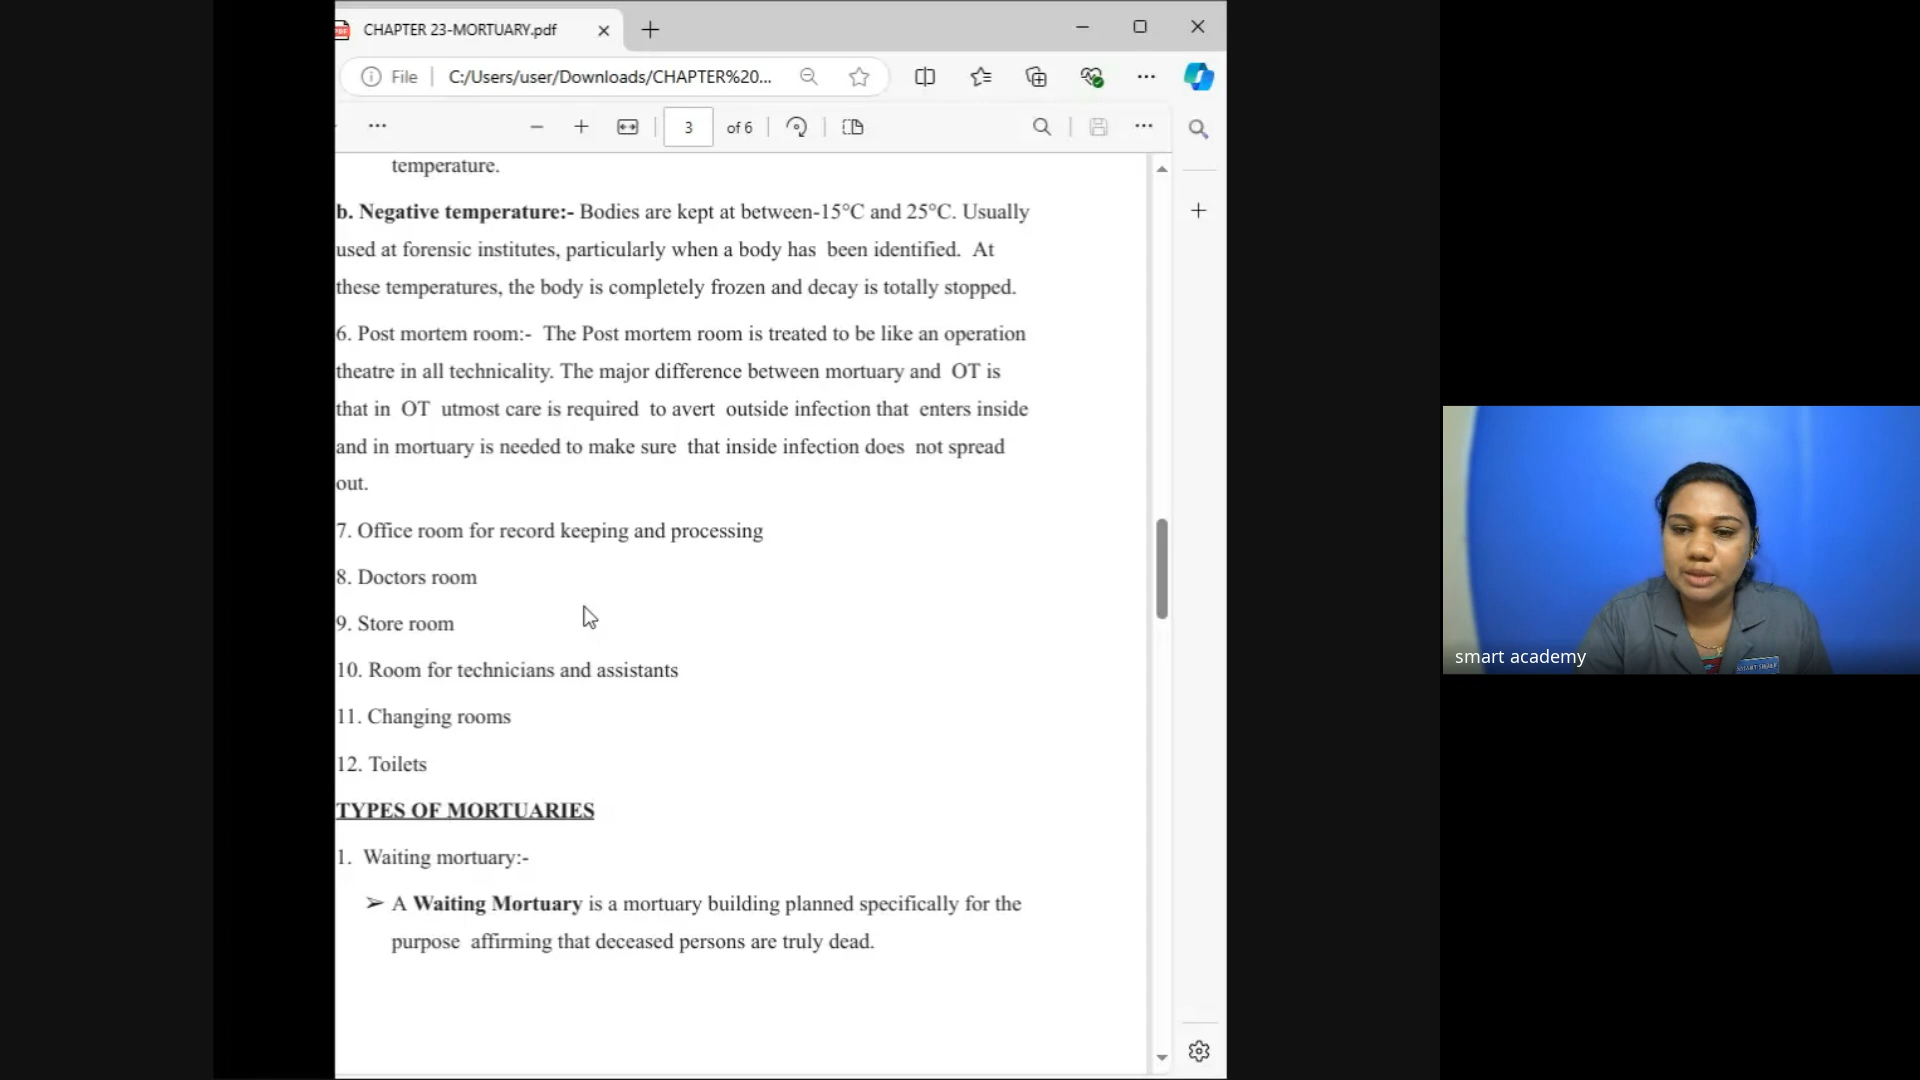 CHAPTER 23-MORTUARY.pdf
File
C:/Users/user/Downloads/CHAPTER%20...
3 of 6
temperature.
b. Negative temperature:- Bodies are kept at between-15°C and 25°C. Usually
used at forensic institutes, particularly when a body has been identified. At
these temperatures, the body is completely frozen and decay is totally stopped.
6. Post mortem room:- The Post mortem room is treated to be like an operation
theatre in all technicality. The major difference between mortuary and OT is
that in OT utmost care is required to avert outside infection that enters inside
and in mortuary is needed to make sure that inside infection does not spread
out.
7. Office room for record keeping and processing
8. Doctors room
9. Store room
10. Room for technicians and assistants
11. Changing rooms
12. Toilets
TYPES OF MORTUARIES
1. Waiting mortuary:-
➢ A Waiting Mortuary is a mortuary building planned specifically for the
purpose affirming that deceased persons are truly dead.
smart academy